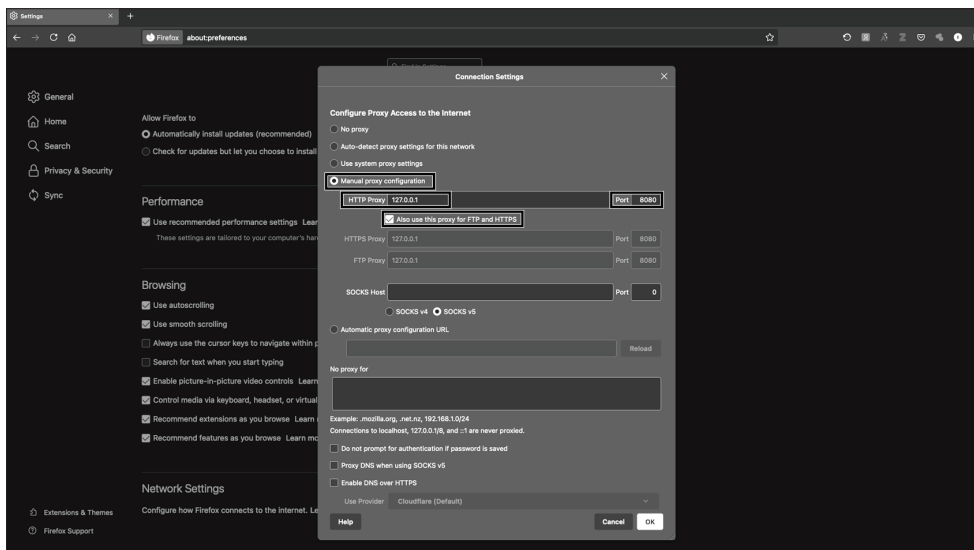 Settings
Firefox about:preferences
Connection Settings
General
Home
Search
Privacy & Security
Sync
Allow Firefox to
Automatically install updates (recommended)
Check for updates but let you choose to install
Performance
Use recommended performance settings Lear
These settings are tailored to your computer's har
Browsing
Use autoscrolling
Use smooth scrolling
Always use the cursor keys to navigate within p
Search for text when you start typing
Enable picture-in-picture video controls Learn
Control media via keyboard, headset, or virtual
Recommend extensions as you browse Learn
Recommend features as you browse Learn mo
Network Settings
Configure how Firefox connects to the internet. Le
Extensions & Themes
Firefox Support
Configure Proxy Access to the Internet
No proxy
Auto-detect proxy settings for this network
Use system proxy settings
Manual proxy configuration
HTTP Proxy 127.0.0.1 Port 8080
Also use this proxy for FTP and HTTPS
HTTPS Proxy 127.0.0.1 Port 8080
FTP Proxy 127.0.0.1 Port 8080
SOCKS Host Port 0
SOCKS v4 SOCKS v5
Automatic proxy configuration URL
Reload
No proxy for
Example: .mozilla.org, .net.nz, 192.168.1.0/24
Connections to localhost, 127.0.0.1/8, and ::1 are never proxied.
Do not prompt for authentication if password is saved
Proxy DNS when using SOCKS v5
Enable DNS over HTTPS
Use Provider Cloudflare (Default)
Help Cancel OK